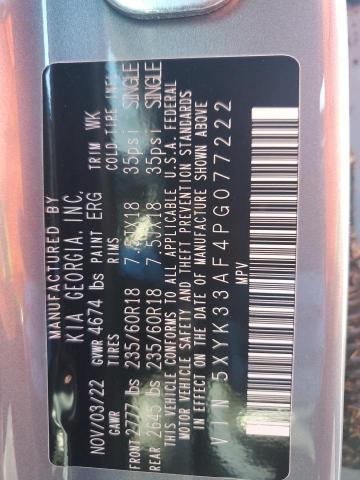 MANUFACTURED BY
KIA GEORGIA, INC.
NOV/03/22 GVWR 4674 lbs PAINT ERG TRIM WK
GAWR TIRES RIMS COLD TIRE INFL
FRONT 2777 lbs 235/60R18 7.5JX18 35psi SINGLE
REAR 2645 lbs 235/60R18 7.5JX18 35psi SINGLE
THIS VEHICLE CONFORMS TO ALL APPLICABLE U.S.A. FEDERAL
MOTOR VEHICLE SAFETY AND THEFT PREVENTION STANDARDS
IN EFFECT ON THE DATE OF MANUFACTURE SHOWN ABOVE
VIN 5XYK33AF4PG077222
MPV